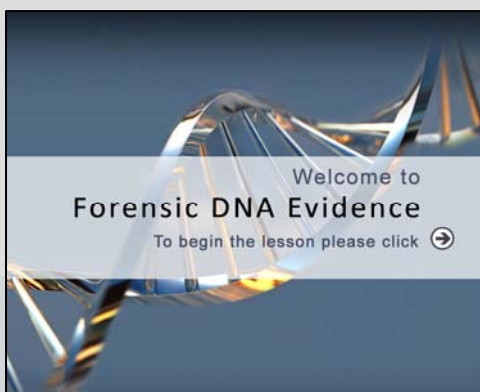 Welcome to
Forensic DNA Evidence
To begin the lesson please click